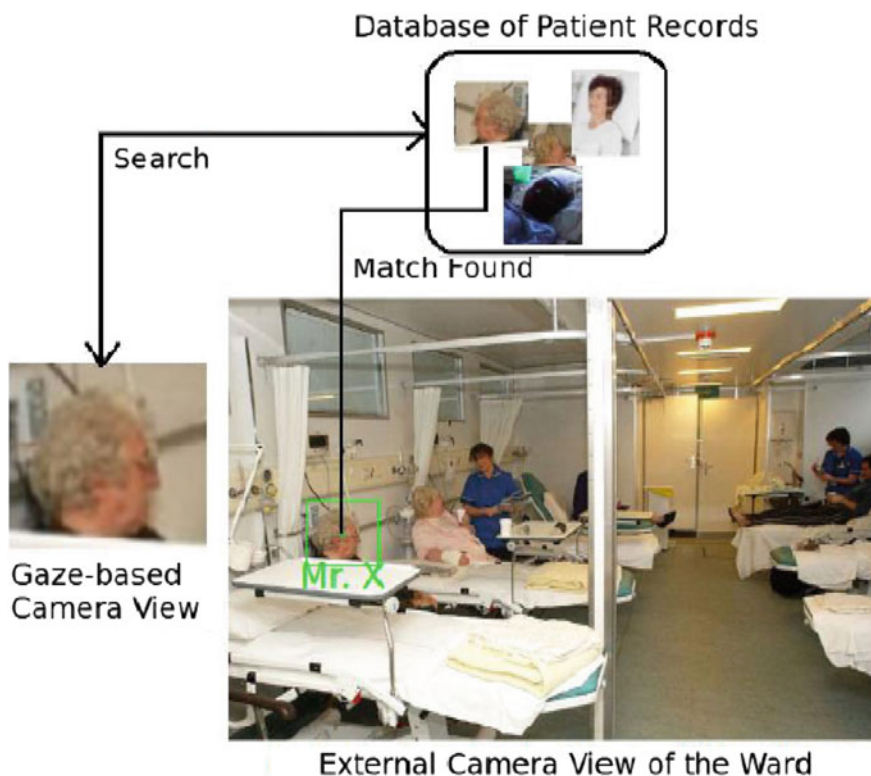 Database of Patient Records
Search
Match Found
Gaze-based
Camera View
Mr. X
External Camera View of the Ward